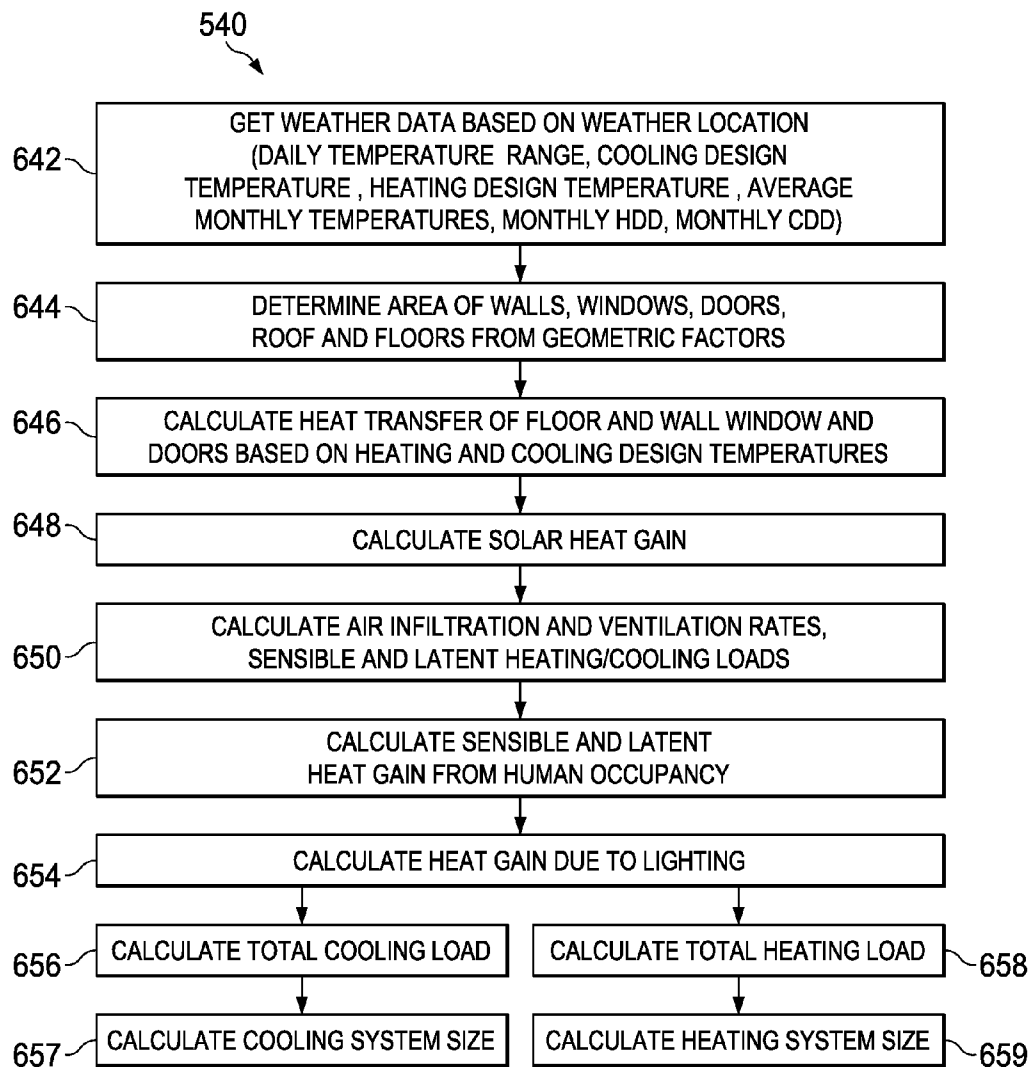 540
642
GET WEATHER DATA BASED ON WEATHER LOCATION
(DAILY TEMPERATURE RANGE, COOLING DESIGN
TEMPERATURE , HEATING DESIGN TEMPERATURE , AVERAGE
MONTHLY TEMPERATURES, MONTHLY HDD, MONTHLY CDD)
644
DETERMINE AREA OF WALLS, WINDOWS, DOORS,
ROOF AND FLOORS FROM GEOMETRIC FACTORS
646
CALCULATE HEAT TRANSFER OF FLOOR AND WALL WINDOW AND
DOORS BASED ON HEATING AND COOLING DESIGN TEMPERATURES
648
CALCULATE SOLAR HEAT GAIN
650
CALCULATE AIR INFILTRATION AND VENTILATION RATES,
SENSIBLE AND LATENT HEATING/COOLING LOADS
652
CALCULATE SENSIBLE AND LATENT
HEAT GAIN FROM HUMAN OCCUPANCY
654
CALCULATE HEAT GAIN DUE TO LIGHTING
656
CALCULATE TOTAL COOLING LOAD
CALCULATE TOTAL HEATING LOAD
658
657
CALCULATE COOLING SYSTEM SIZE
CALCULATE HEATING SYSTEM SIZE
659